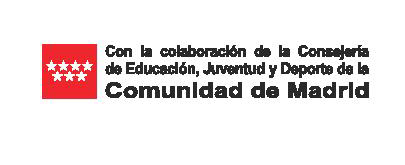 Con la colaboración de la Consejería
de Educación, Juventud y Deporte de la
Comunidad de Madrid